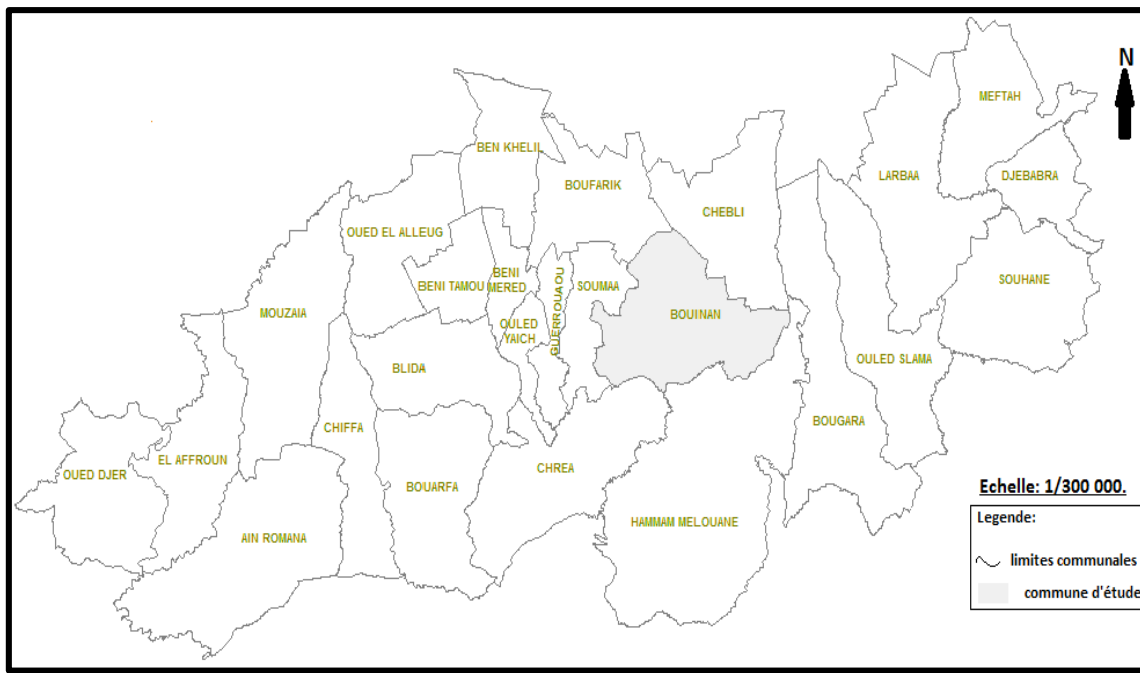 N
MEFTAH
BEN KHELIL
LARBAA
DJEBABRA
BOUFARIK
CHEBLI
OUED EL ALLEUG
BENI
MERED
BENI TAMOU
SOUMAA
GUERROUAOU
SOUHANE
MOUZAIA
BOUINAN
OULED
YAICH
OULED SLAMA
BLIDA
CHIFFA
BOUGARA
EL AFFROUN
OUED DJER
CHREA
BOUARFA
HAMMAM MELOUANE
AIN ROMANA
Echelle: 1/300 000.
Legende:
limites communales
commune d'étude